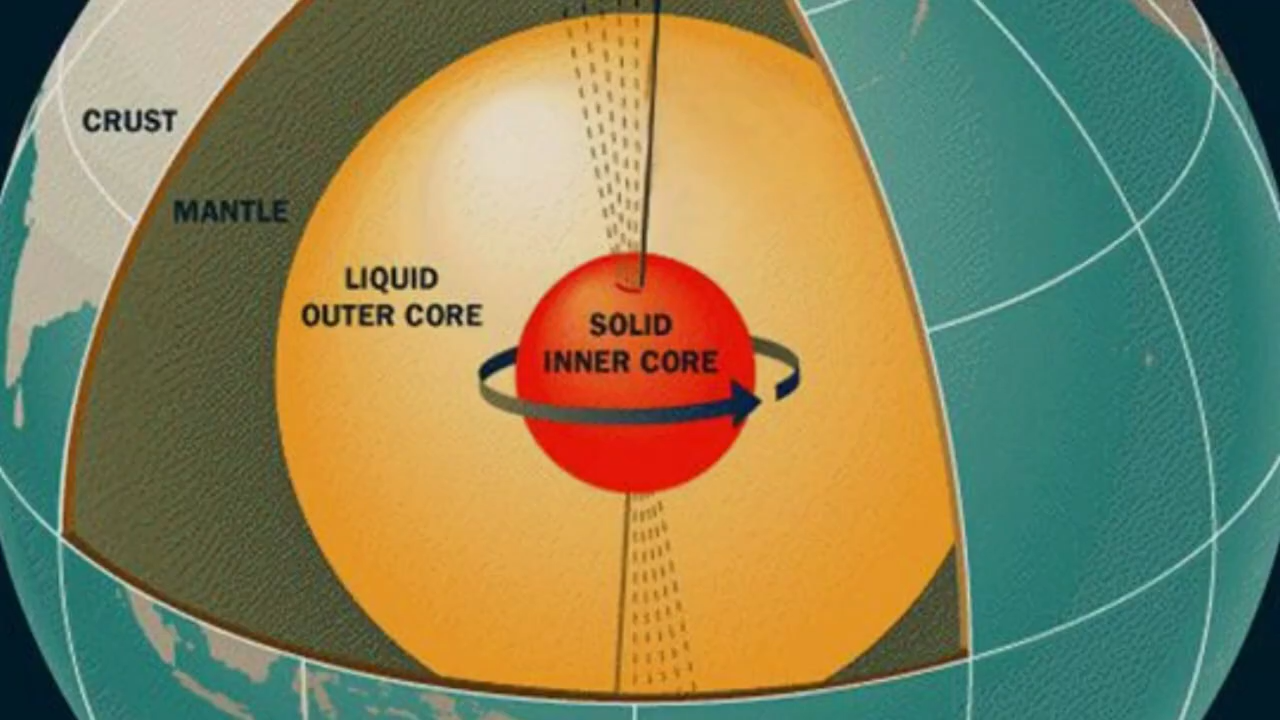 CRUST
MANTLE
LIQUID
OUTER CORE
SOLID
INNER CORE